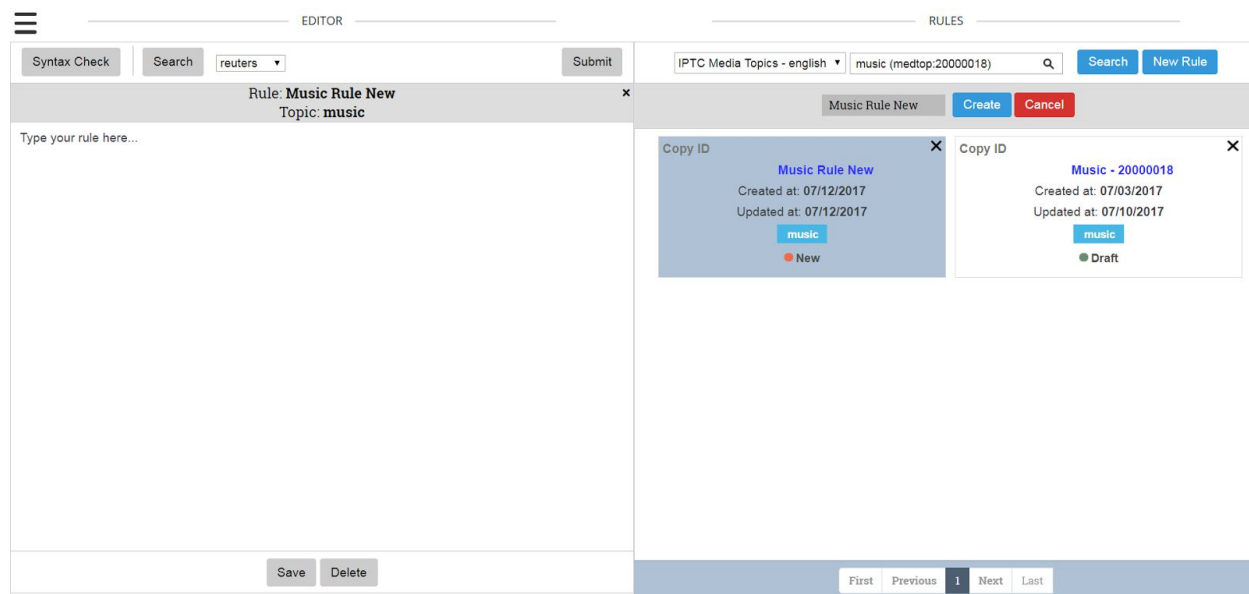 EDITOR
Syntax Check Search reuters Submit
Rule: Music Rule New
Topic: music
Type your rule here...
Save Delete
RULES
IPTC Media Topics - english music (medtop:20000018) Search New Rule
Music Rule New Create Cancel
Copy ID
Music Rule New
Created at: 07/12/2017
Updated at: 07/12/2017
music
New
Copy ID
Music - 20000018
Created at: 07/03/2017
Updated at: 07/10/2017
music
Draft
First Previous 1 Next Last